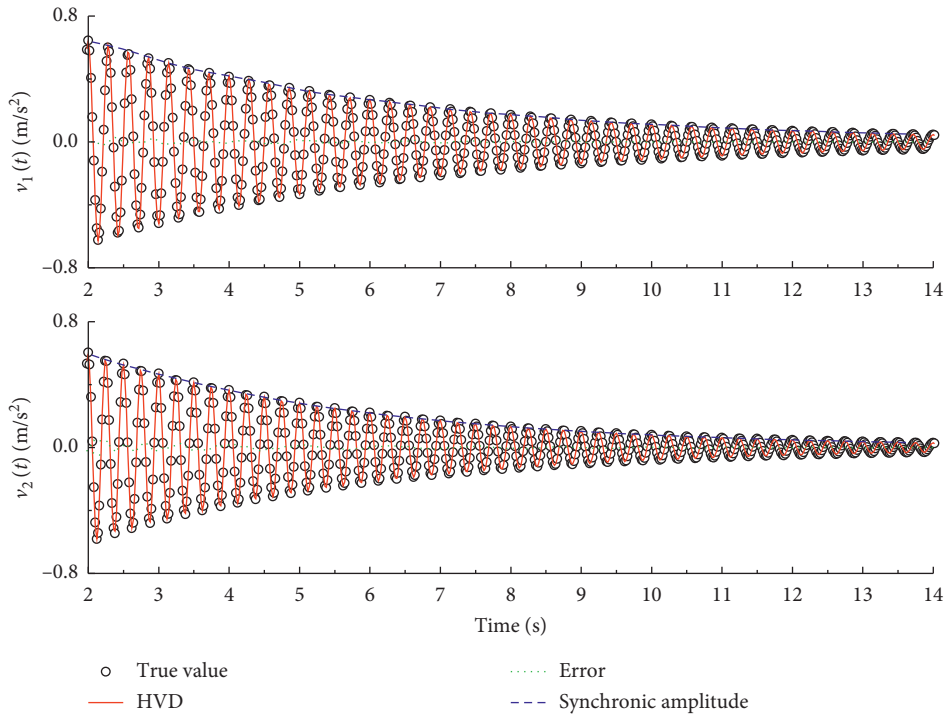 0.8
0.0
−0.8
ν₁(t) (m/s²)
2 3 4 5 6 7 8 9 10 11 12 13 14
0.8
0.0
−0.8
ν₂(t) (m/s²)
2 3 4 5 6 7 8 9 10 11 12 13 14
Time (s)
True value
HVD
Error
Synchronic amplitude